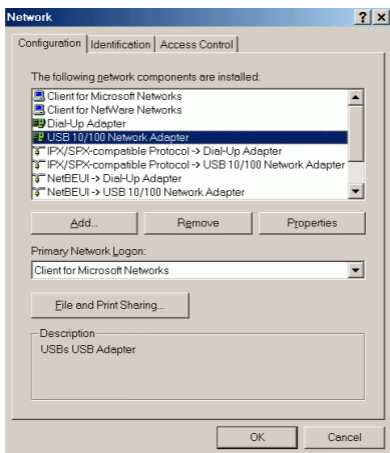 Network
Configuration Identification Access Control
The following network components are installed:
Client for Microsoft Networks
Client for NetWare Networks
Dial-Up Adapter
USB 10/100 Network Adapter
IPX/SPX-compatible Protocol -> Dial-Up Adapter
IPX/SPX-compatible Protocol -> USB 10/100 Network Adapter
NetBEUI -> Dial-Up Adapter
NetBEUI -> USB 10/100 Network Adapter
Add... Remove Properties
Primary Network Logon:
Client for Microsoft Networks
File and Print Sharing...
Description
USBs USB Adapter
OK Cancel